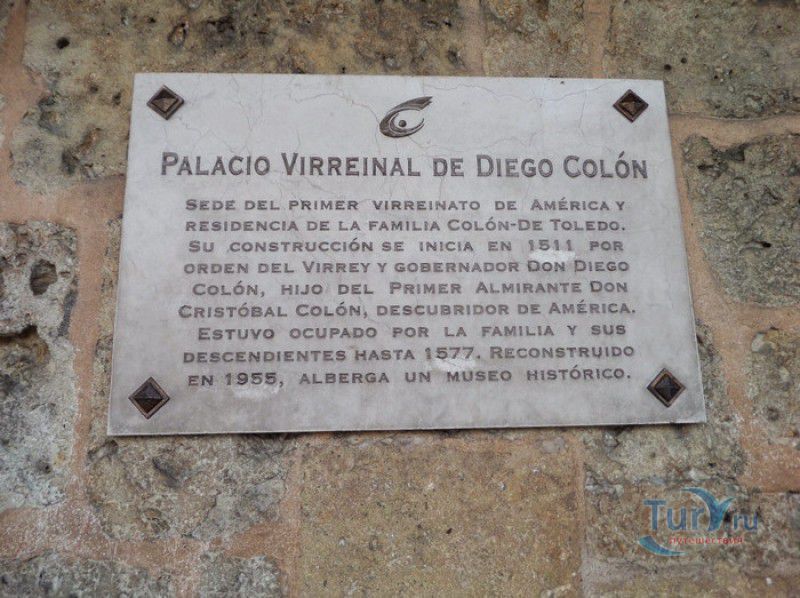 PALACIO VIRREINAL DE DIEGO COLÓN
SEDE DEL PRIMER VIRREINATO DE AMÉRICA Y
RESIDENCIA DE LA FAMILIA COLÓN-DE TOLEDO.
SU CONSTRUCCIÓN SE INICIA EN 1511 POR
ORDEN DEL VIRREY Y GOBERNADOR DON DIEGO
COLÓN, HIJO DEL PRIMER ALMIRANTE DON
CRISTÓBAL COLÓN, DESCUBRIDOR DE AMÉRICA.
ESTUVO OCUPADO POR LA FAMILIA Y SUS
DESCENDIENTES HASTA 1577. RECONSTRUIDO
EN 1955, ALBERGA UN MUSEO HISTÓRICO.
TurY.ru
путешествия